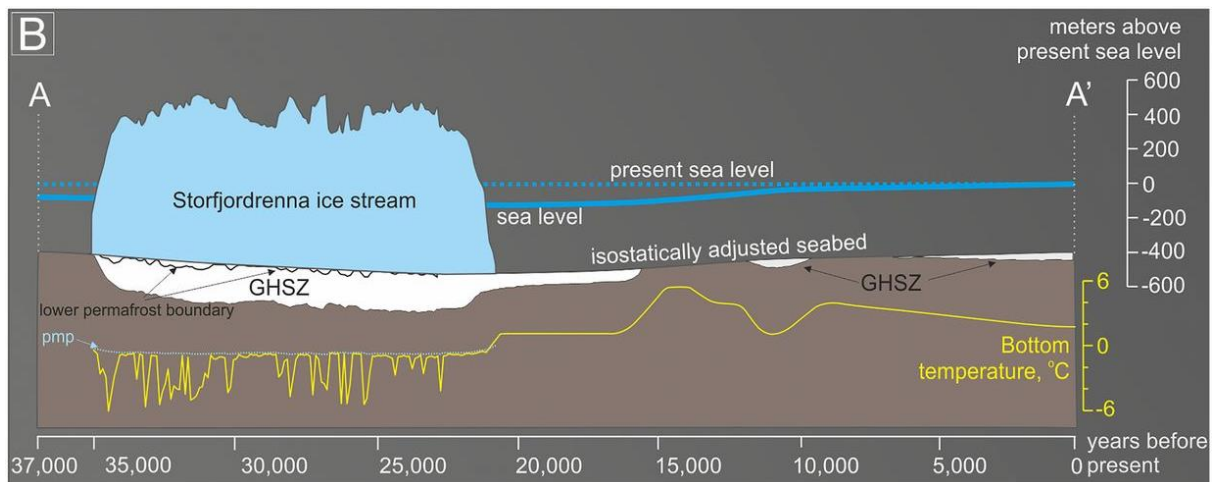 B
meters above
present sea level
A
A'
600
400
200
0
-200
-400
-600
present sea level
Storfjordrenna ice stream
sea level
isostatically adjusted seabed
GHSZ
GHSZ
lower permafrost boundary
pmp
6
0
-6
Bottom
temperature, °C
37,000
35,000
30,000
25,000
20,000
15,000
10,000
5,000
0
years before
present